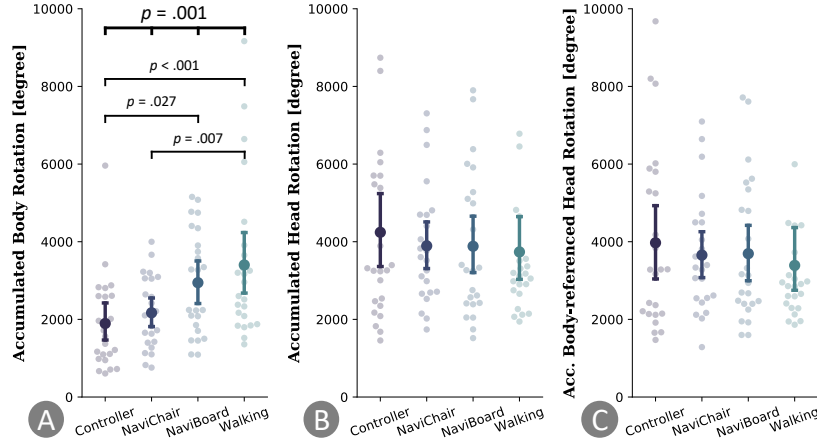 10000
8000
6000
4000
2000
0
Accumulated Body Rotation [degree]
p = .001
p < .001
p = .027
p = .007
Controller
NaviChair
NaviBoard
Walking
A
10000
8000
6000
4000
2000
0
Accumulated Head Rotation [degree]
Controller
NaviChair
NaviBoard
Walking
B
10000
8000
6000
4000
2000
0
Acc. Body-referenced Head Rotation [degree]
Controller
NaviChair
NaviBoard
Walking
C